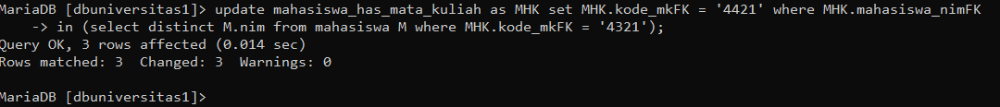 MariaDB [dbuniversitas1]> update mahasiswa_has_mata_kuliah as MHK set MHK.kode_mkFK = '4421' where MHK.mahasiswa_nimFK
    -> in (select distinct M.nim from mahasiswa M where MHK.kode_mkFK = '4321');
Query OK, 3 rows affected (0.014 sec)
Rows matched: 3  Changed: 3  Warnings: 0

MariaDB [dbuniversitas1]>